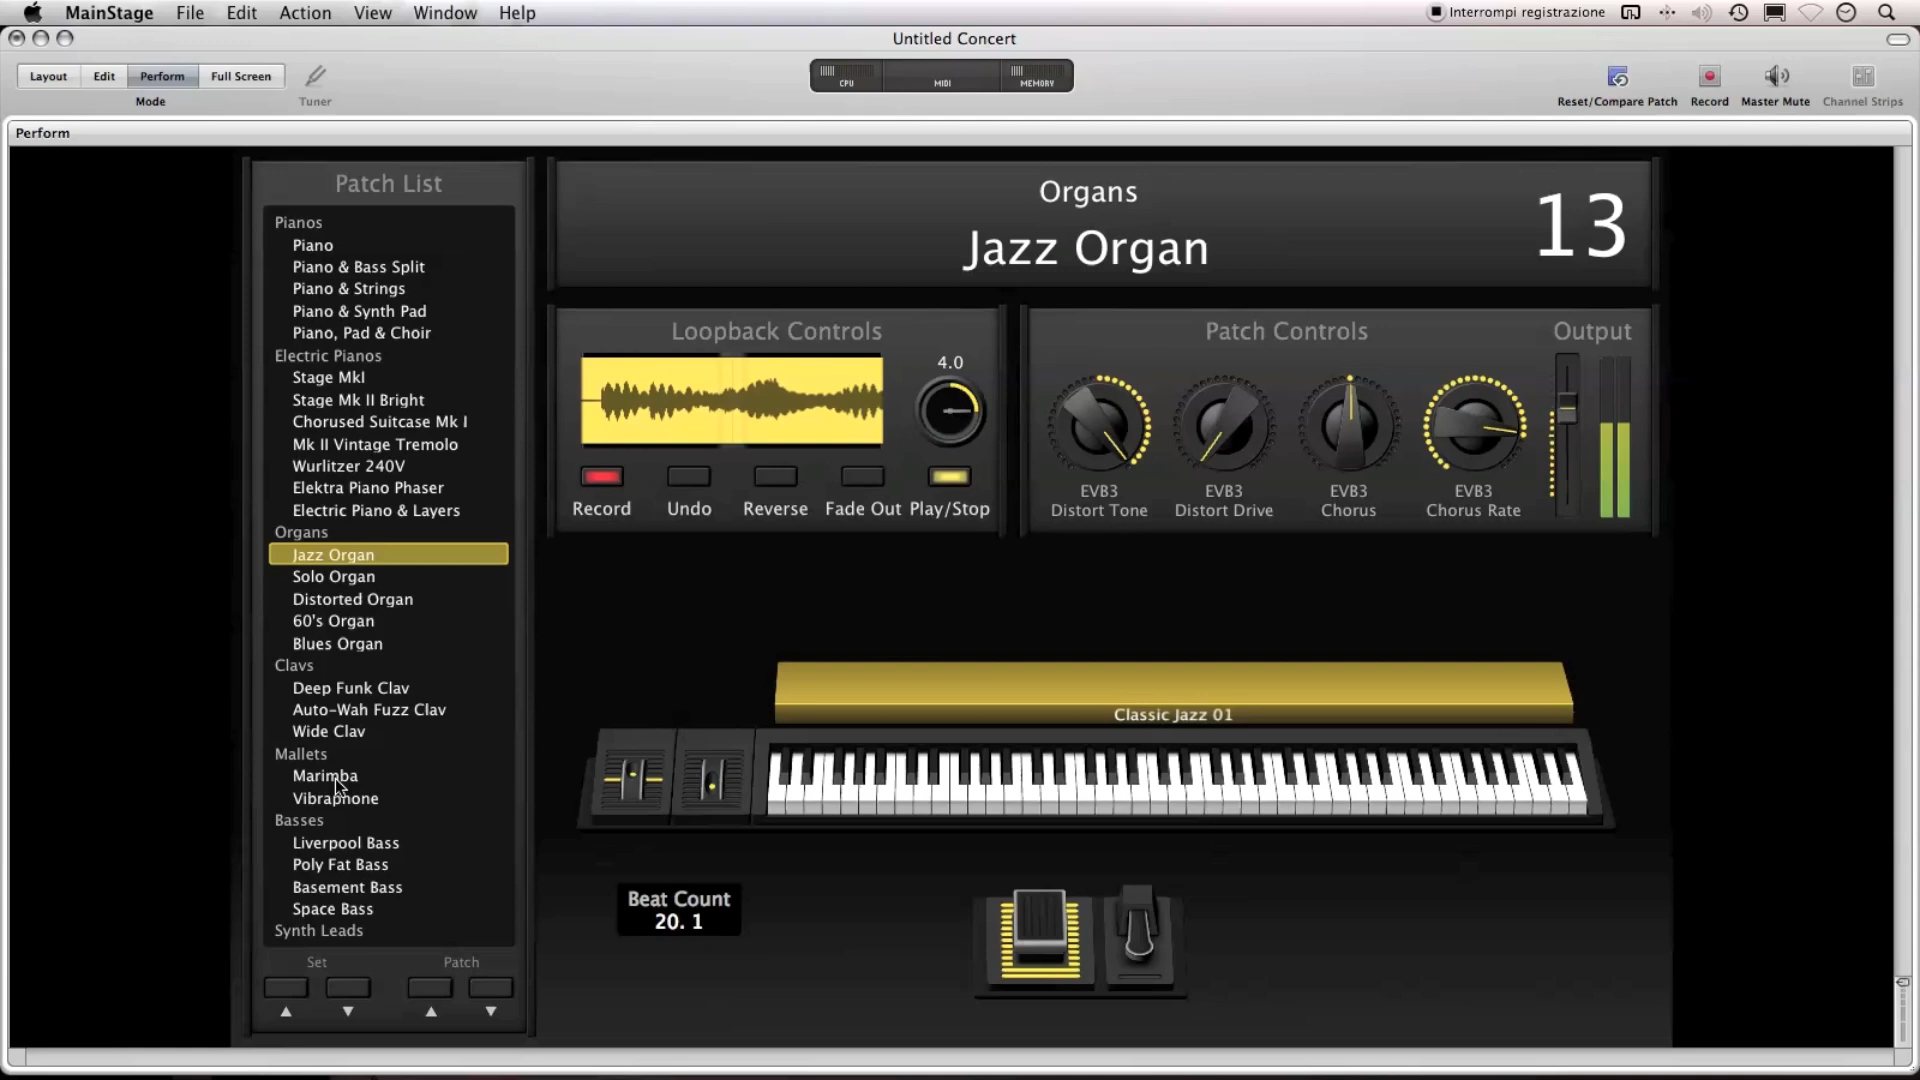 MainStage File Edit Action View Window Help Interrompi registrazione
Untitled Concert
Layout Edit Perform Full Screen
Mode Tuner
CPU MIDI MEMORY
Reset/Compare Patch Record Master Mute Channel Strips
Perform
Patch List
Pianos
Piano
Piano & Bass Split
Piano & Strings
Piano & Synth Pad
Piano, Pad & Choir
Electric Pianos
Stage MkI
Stage Mk II Bright
Chorused Suitcase Mk I
Mk II Vintage Tremolo
Wurlitzer 240V
Elektra Piano Phaser
Electric Piano & Layers
Organs
Jazz Organ
Solo Organ
Distorted Organ
60's Organ
Blues Organ
Clavs
Deep Funk Clav
Auto-Wah Fuzz Clav
Wide Clav
Mallets
Marimba
Vibraphone
Basses
Liverpool Bass
Poly Fat Bass
Basement Bass
Space Bass
Synth Leads
Set Patch
Organs
Jazz Organ
13
Loopback Controls
4.0
Record Undo Reverse Fade Out Play/Stop
Patch Controls Output
EVB3
Distort Tone
EVB3
Distort Drive
EVB3
Chorus
EVB3
Chorus Rate
Classic Jazz 01
Beat Count
20. 1